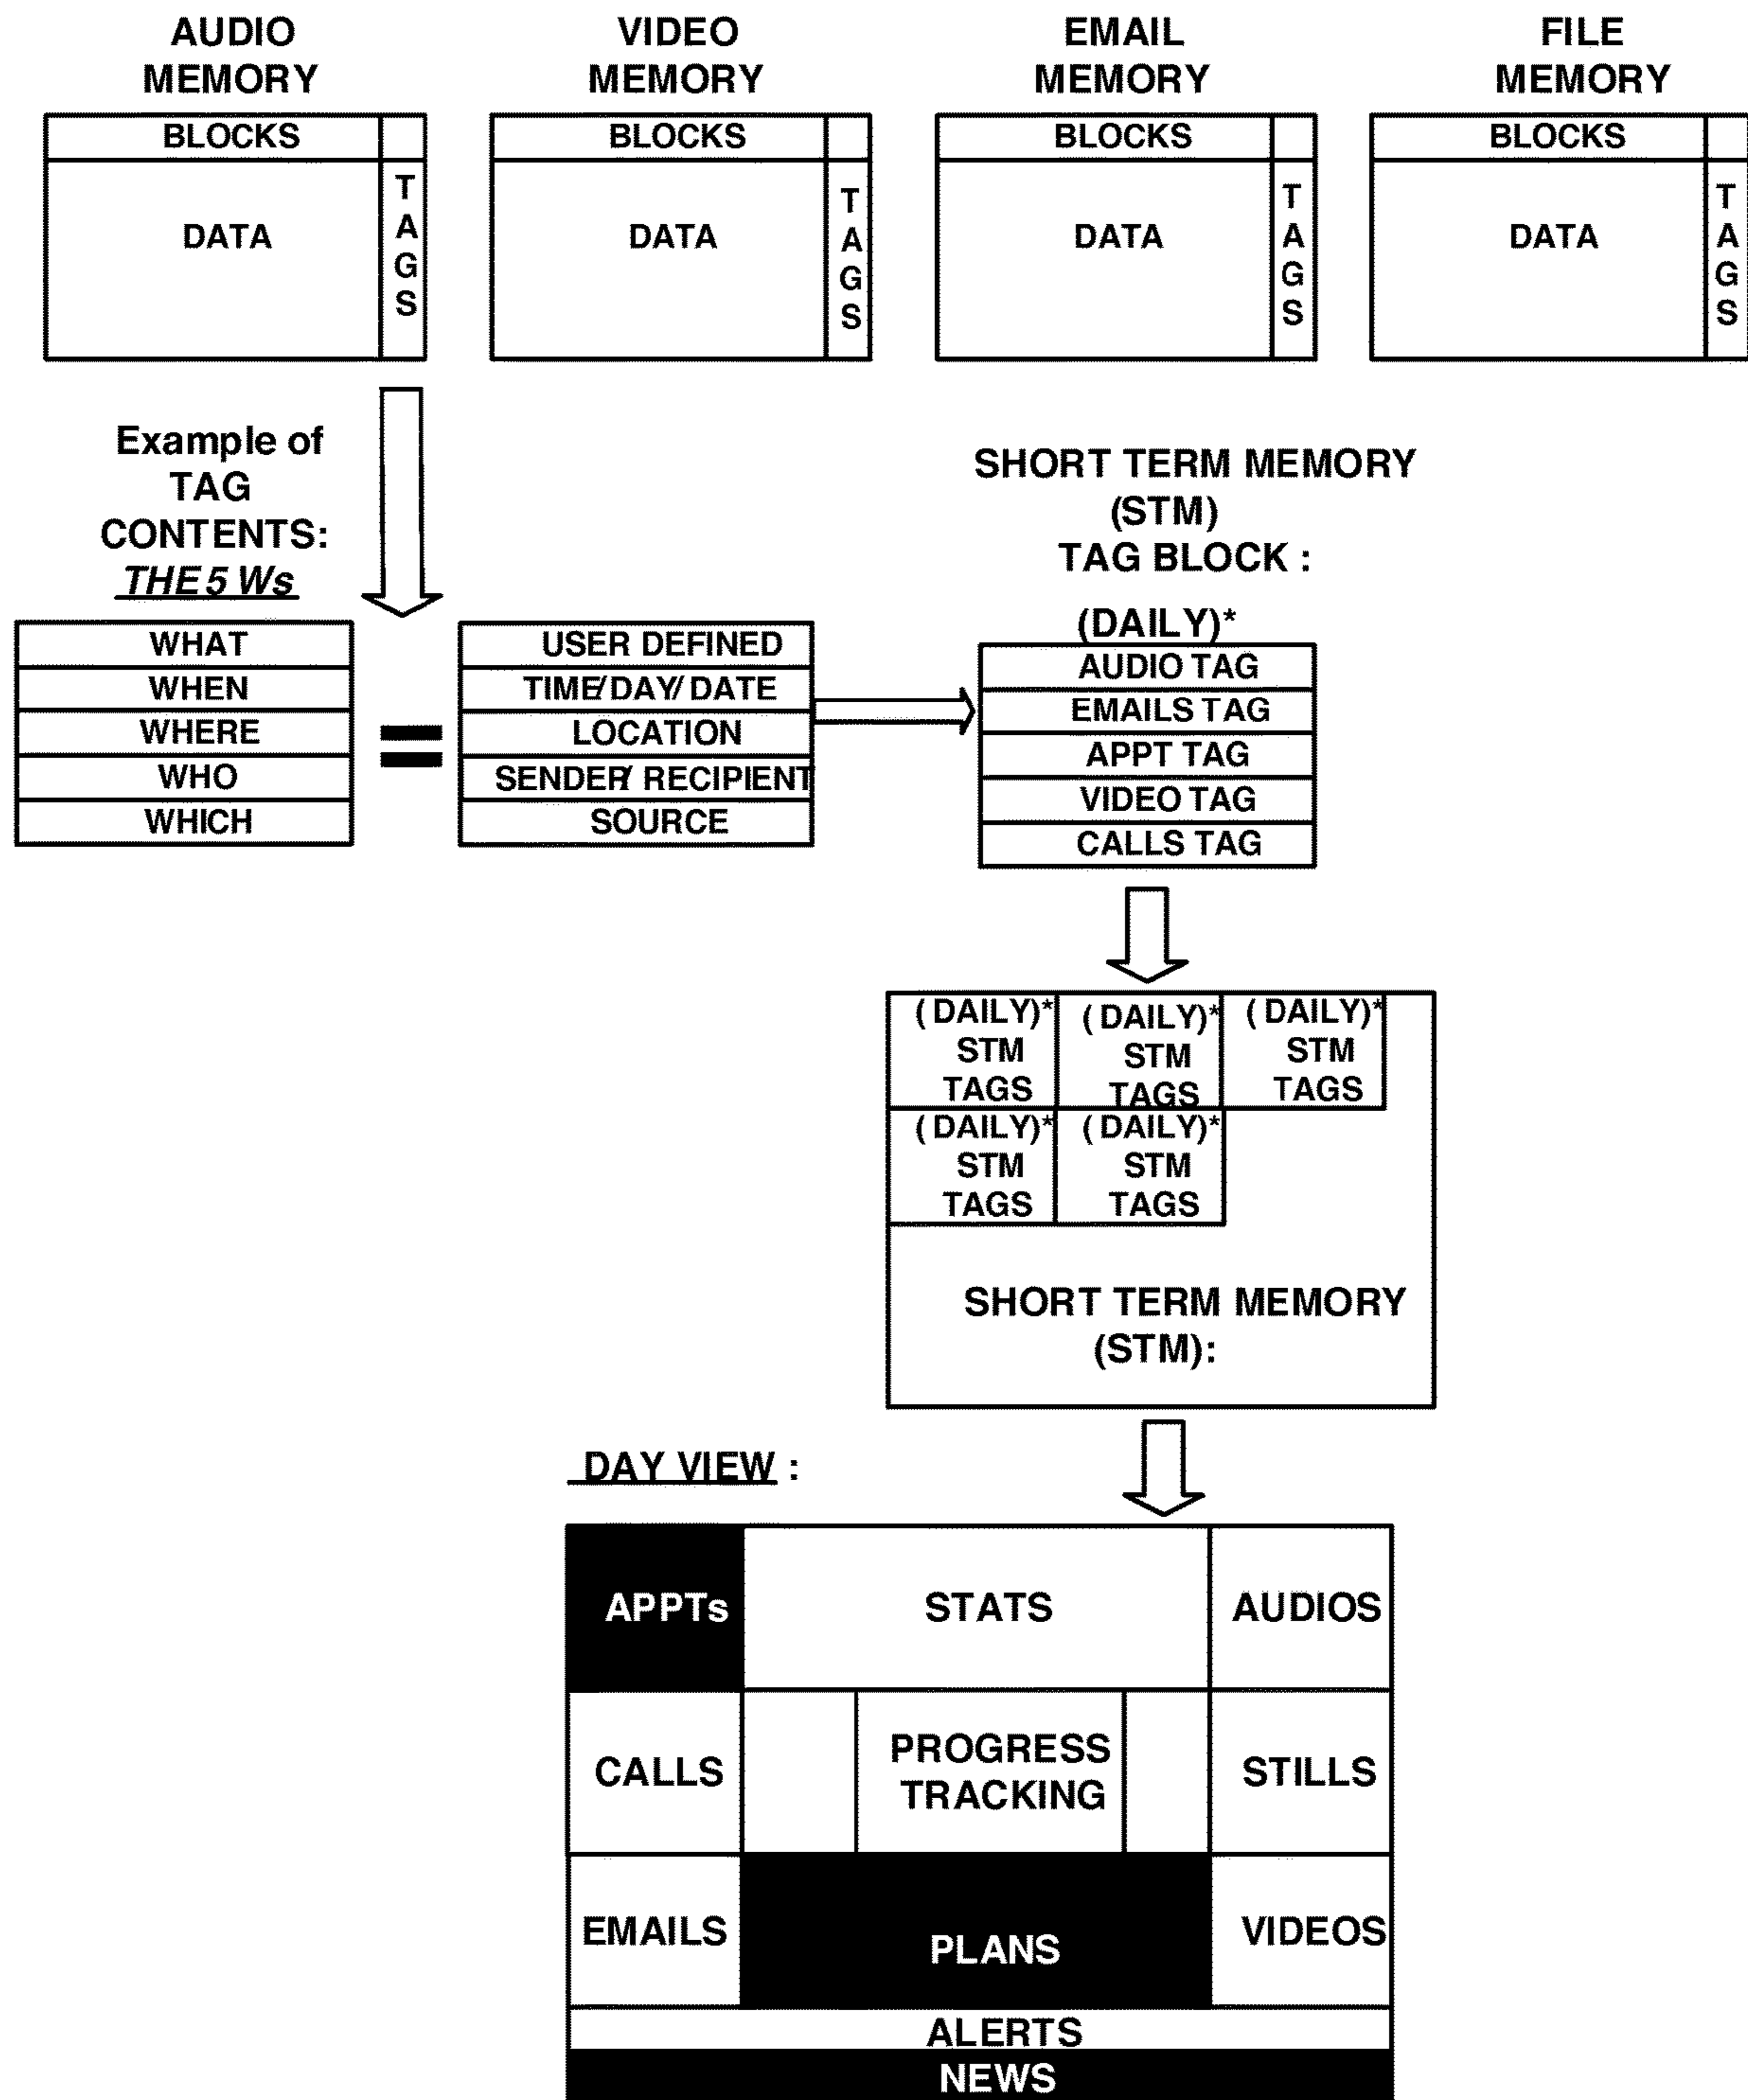 AUDIO
MEMORY
VIDEO
MEMORY
EMAIL
MEMORY
FILE
MEMORY
BLOCKS
DATA
TAGS
BLOCKS
DATA
TAGS
BLOCKS
DATA
TAGS
BLOCKS
DATA
TAGS
Example of
TAG
CONTENTS:
THE 5 Ws
WHAT
WHEN
WHERE
WHO
WHICH
=
USER DEFINED
TIME/DAY/DATE
LOCATION
SENDER/RECIPIENT
SOURCE
SHORT TERM MEMORY
(STM)
TAG BLOCK :
(DAILY)*
AUDIO TAG
EMAILS TAG
APPT TAG
VIDEO TAG
CALLS TAG
(DAILY)*
STM
TAGS
(DAILY)*
STM
TAGS
(DAILY)*
STM
TAGS
(DAILY)*
STM
TAGS
(DAILY)*
STM
TAGS
SHORT TERM MEMORY
(STM):
DAY VIEW :
APPTs
STATS
AUDIOS
CALLS
PROGRESS
TRACKING
STILLS
EMAILS
PLANS
VIDEOS
ALERTS
NEWS